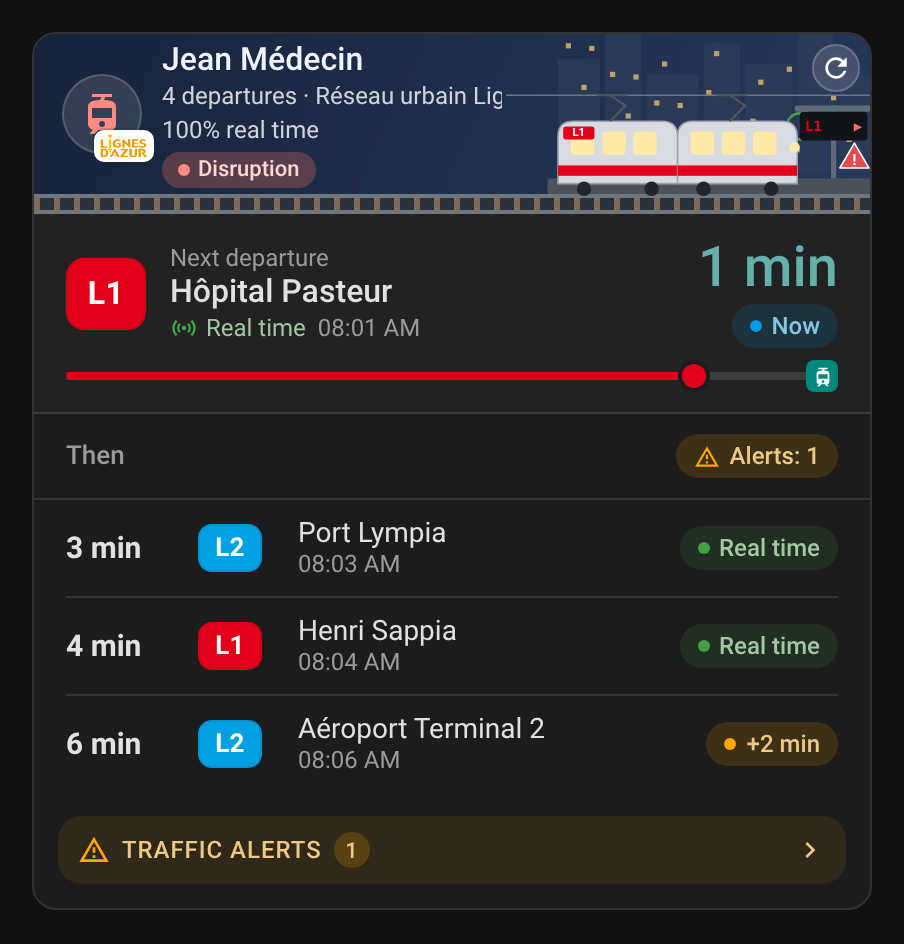 Jean Médecin
4 departures · Réseau urbain Lig
100% real time
LIGNES
D'AZUR
Disruption
L1
L1
L1
Next departure
Hôpital Pasteur
Real time 08:01 AM
1 min
Now
Then
Alerts: 1
3 min
L2
Port Lympia
08:03 AM
Real time
4 min
L1
Henri Sappia
08:04 AM
Real time
6 min
L2
Aéroport Terminal 2
08:06 AM
+2 min
TRAFFIC ALERTS 1